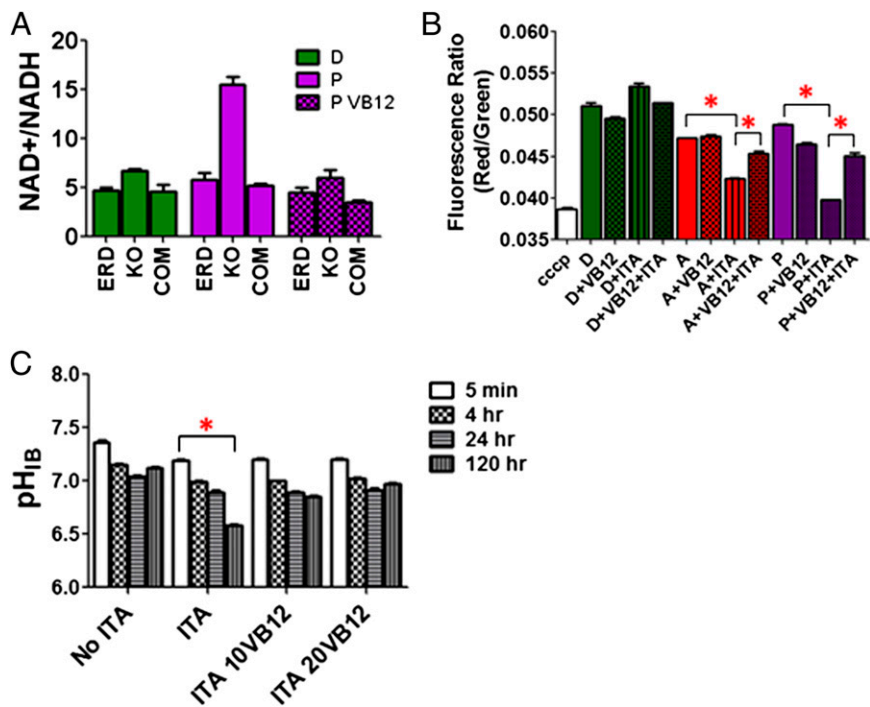 A
NAD+/NADH
20
15
10
5
0
D
P
P VB12
ERD KO COM ERD KO COM ERD KO COM
B
Fluorescence Ratio
(Red/Green)
0.060
0.055
0.050
0.045
0.040
0.035
* * * *
cccp D D+VB12 D+ITA D+VB12+ITA A A+VB12 A+ITA A+VB12+ITA P P+VB12 P+ITA P+VB12+ITA
C
pHIB
8.0
7.5
7.0
6.5
6.0
*
5 min
4 hr
24 hr
120 hr
No ITA ITA ITA 10VB12 ITA 20VB12